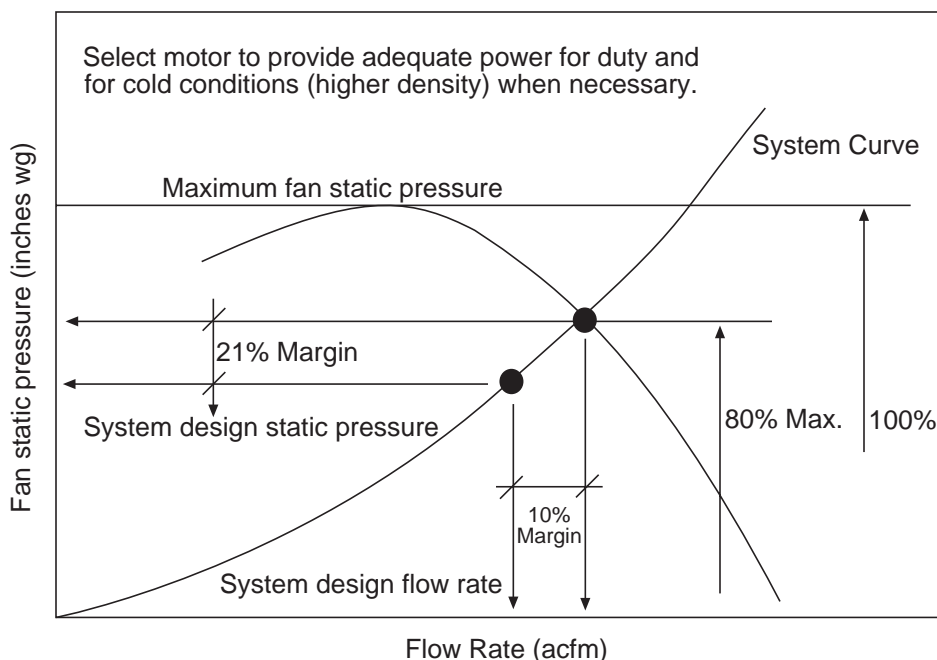 Select motor to provide adequate power for duty and
for cold conditions (higher density) when necessary.
System Curve
Maximum fan static pressure
Fan static pressure (inches wg)
21% Margin
System design static pressure
80% Max.
100%
10%
Margin
System design flow rate
Flow Rate (acfm)